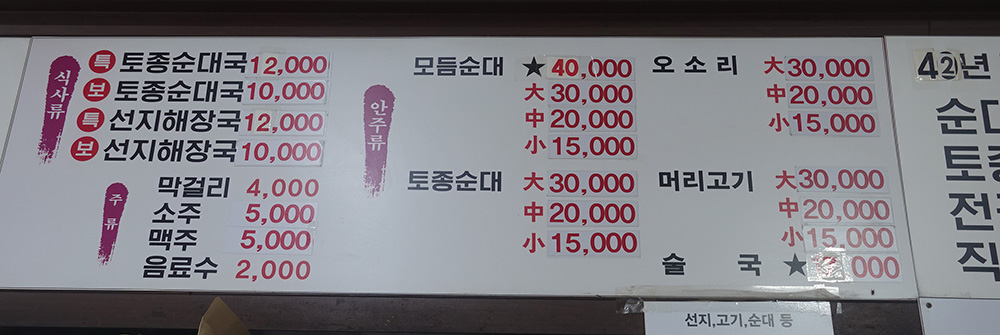 식사류
특 토종순대국 12,000
보 토종순대국 10,000
특 선지해장국 12,000
보 선지해장국 10,000
주류
막걸리 4,000
소주 5,000
맥주 5,000
음료수 2,000
안주류
모듬순대 ★ 40,000
大 30,000
中 20,000
小 15,000
토종순대 大 30,000
中 20,000
小 15,000
오소리 大 30,000
中 20,000
小 15,000
머리고기 大 30,000
中 20,000
小 15,000
술국 ★ ,000
선지,고기,순대 등
42년
순대
토종
전
직